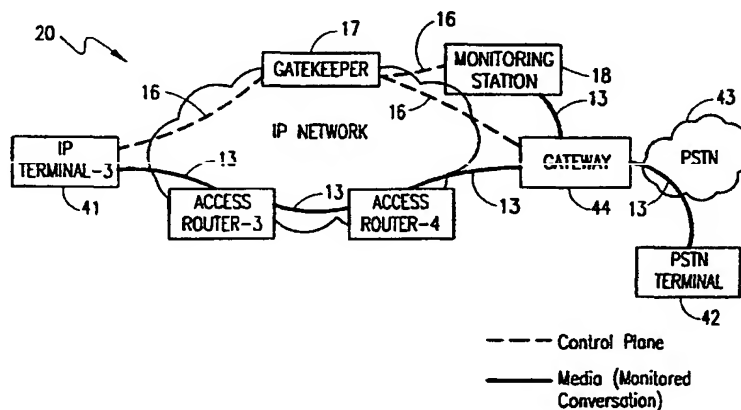 20
17
GATEKEEPER
16
MONITORING
STATION
18
16
16
13
43
IP NETWORK
IP
TERMINAL-3
41
13
13
13
GATEWAY
44
PSTN
13
ACCESS
ROUTER-3
ACCESS
ROUTER-4
PSTN
TERMINAL
42
Control Plane
Media (Monitored
Conversation)